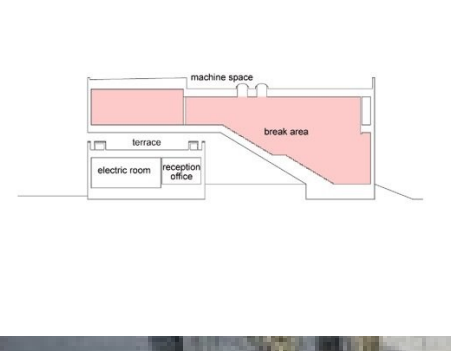 machine space
break area
terrace
electric room
reception
office